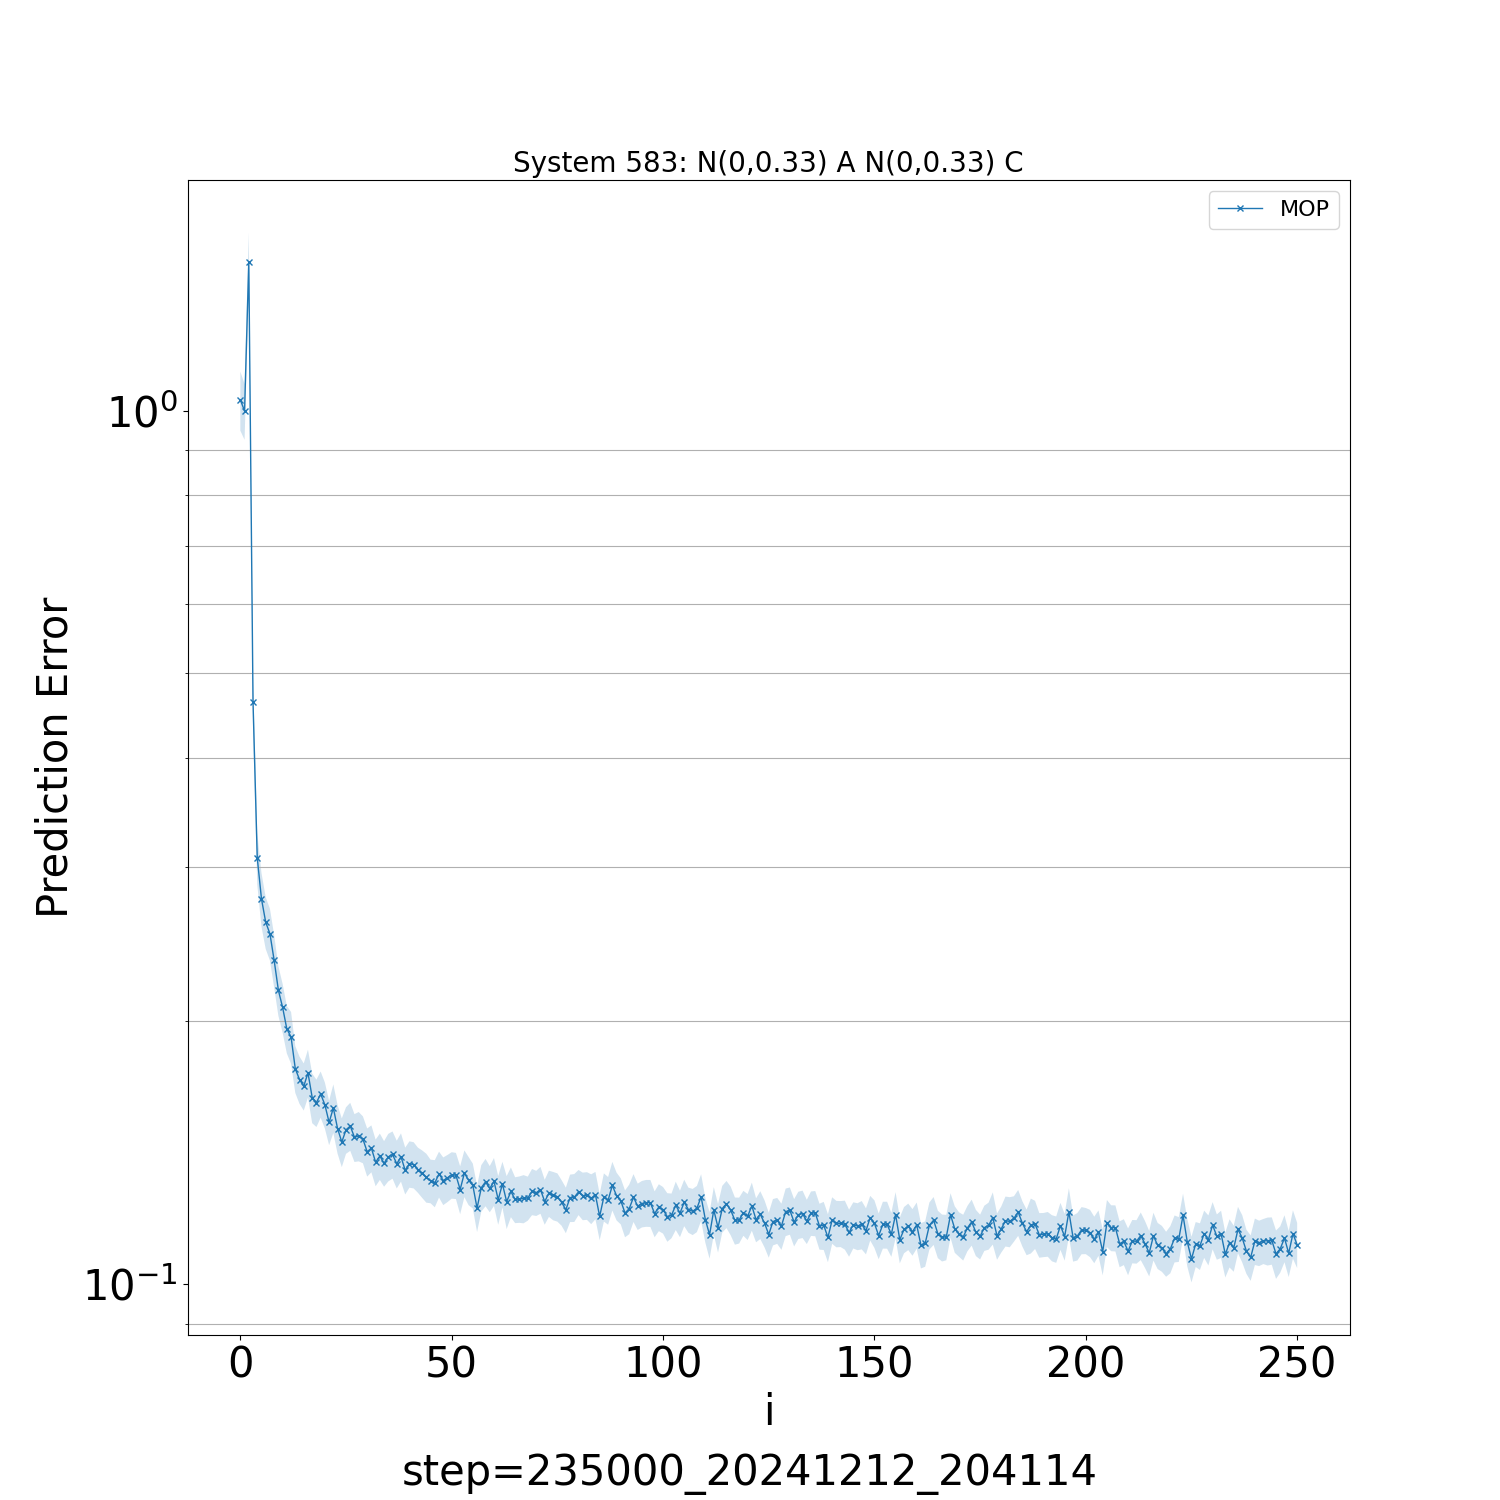 System 583: N(0,0.33) A N(0,0.33) C
MOP
10⁰
10⁻¹
Prediction Error
0 50 100 150 200 250
i
step=235000_20241212_204114